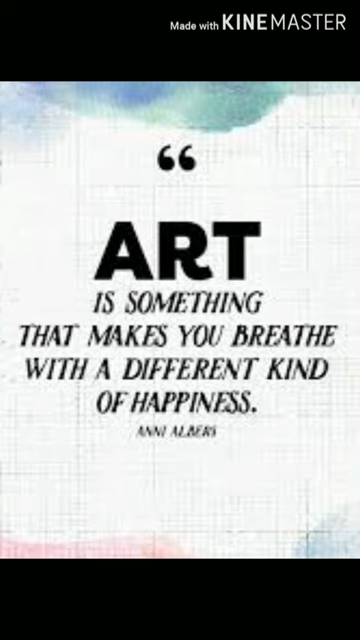 Made with KINEMASTER
“
ART
IS SOMETHING
THAT MAKES YOU BREATHE
WITH A DIFFERENT KIND
OF HAPPINESS.
ANNI ALBERS